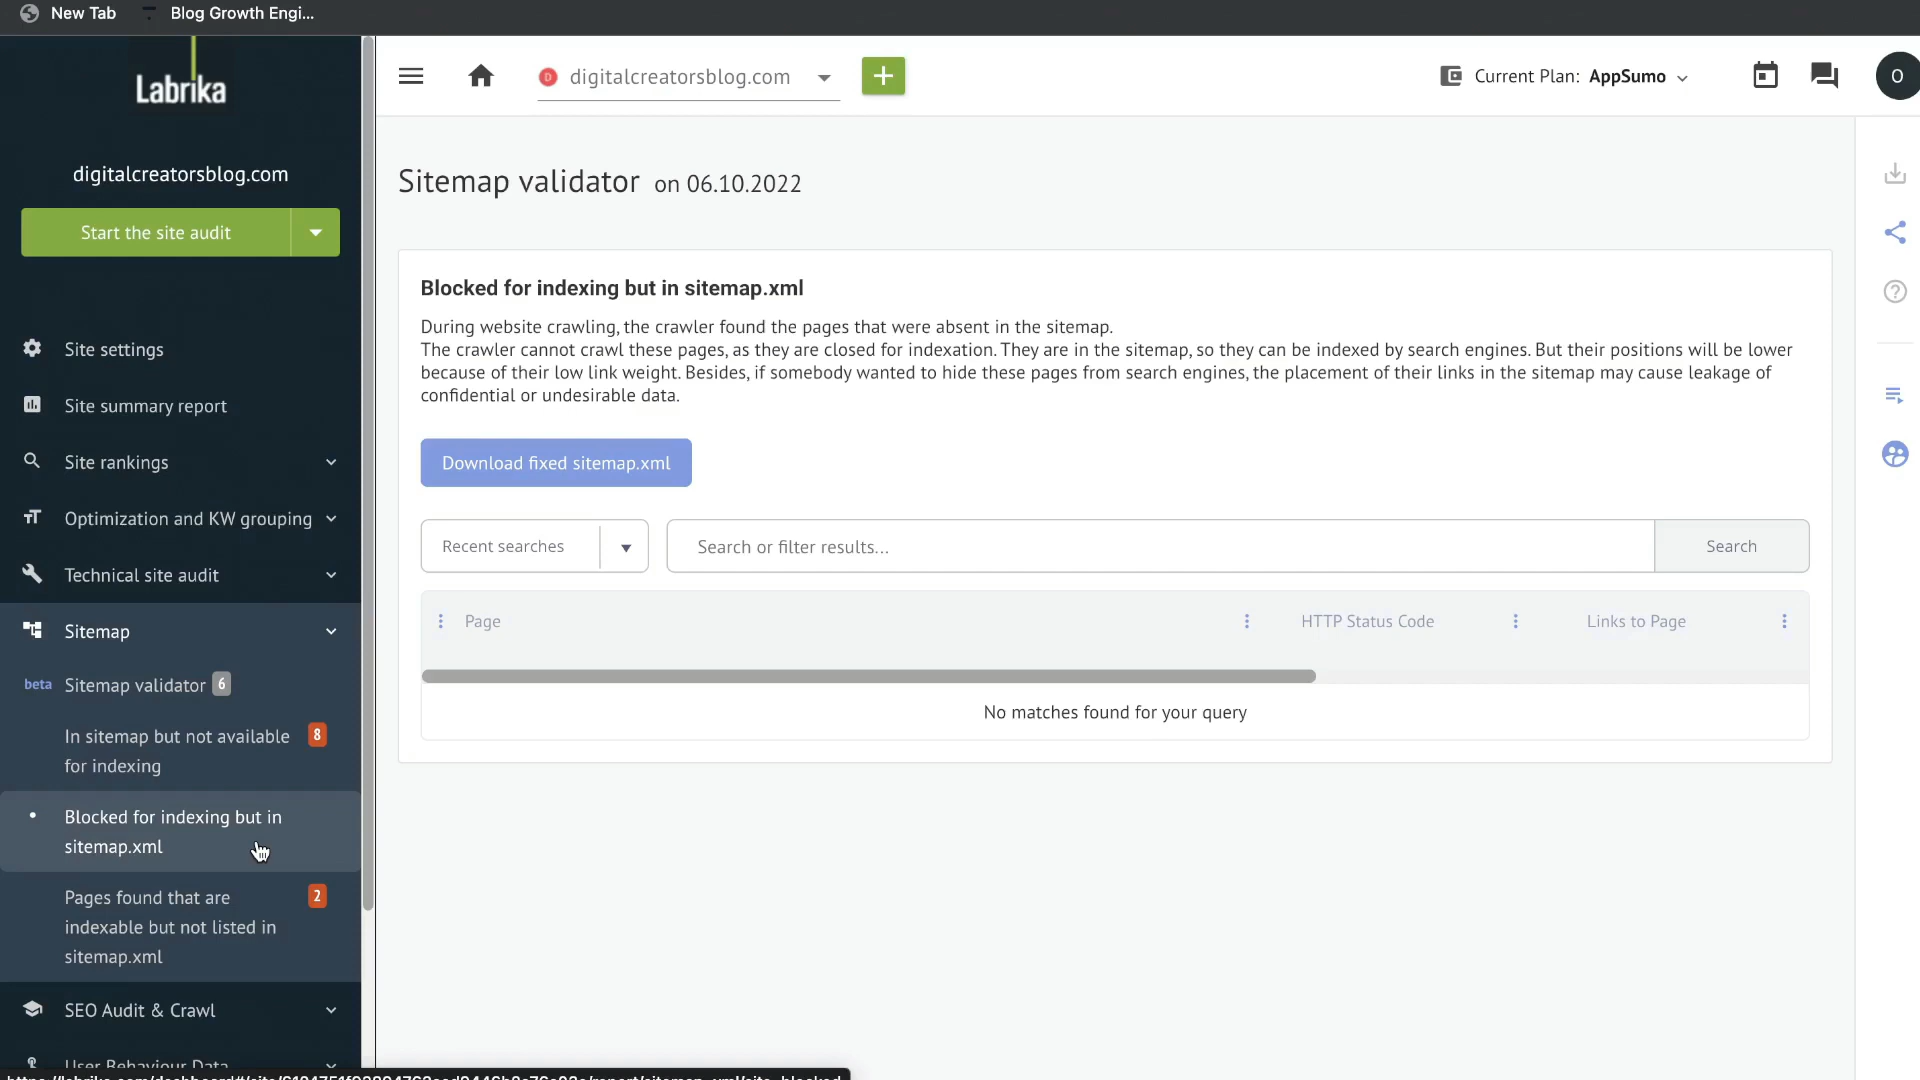 New Tab
Blog Growth Engi...
Labrika
digitalcreatorsblog.com
Current Plan: AppSumo
O
digitalcreatorsblog.com
Start the site audit
Sitemap validator on 06.10.2022
Blocked for indexing but in sitemap.xml
During website crawling, the crawler found the pages that were absent in the sitemap.
The crawler cannot crawl these pages, as they are closed for indexation. They are in the sitemap, so they can be indexed by search engines. But their positions will be lower
because of their low link weight. Besides, if somebody wanted to hide these pages from search engines, the placement of their links in the sitemap may cause leakage of
confidential or undesirable data.
Download fixed sitemap.xml
Recent searches
Search or filter results...
Search
Page
HTTP Status Code
Links to Page
No matches found for your query
Site settings
Site summary report
Site rankings
Optimization and KW grouping
Technical site audit
Sitemap
beta Sitemap validator 6
In sitemap but not available 8
for indexing
Blocked for indexing but in
sitemap.xml
Pages found that are 2
indexable but not listed in
sitemap.xml
SEO Audit & Crawl
User Behaviour Data